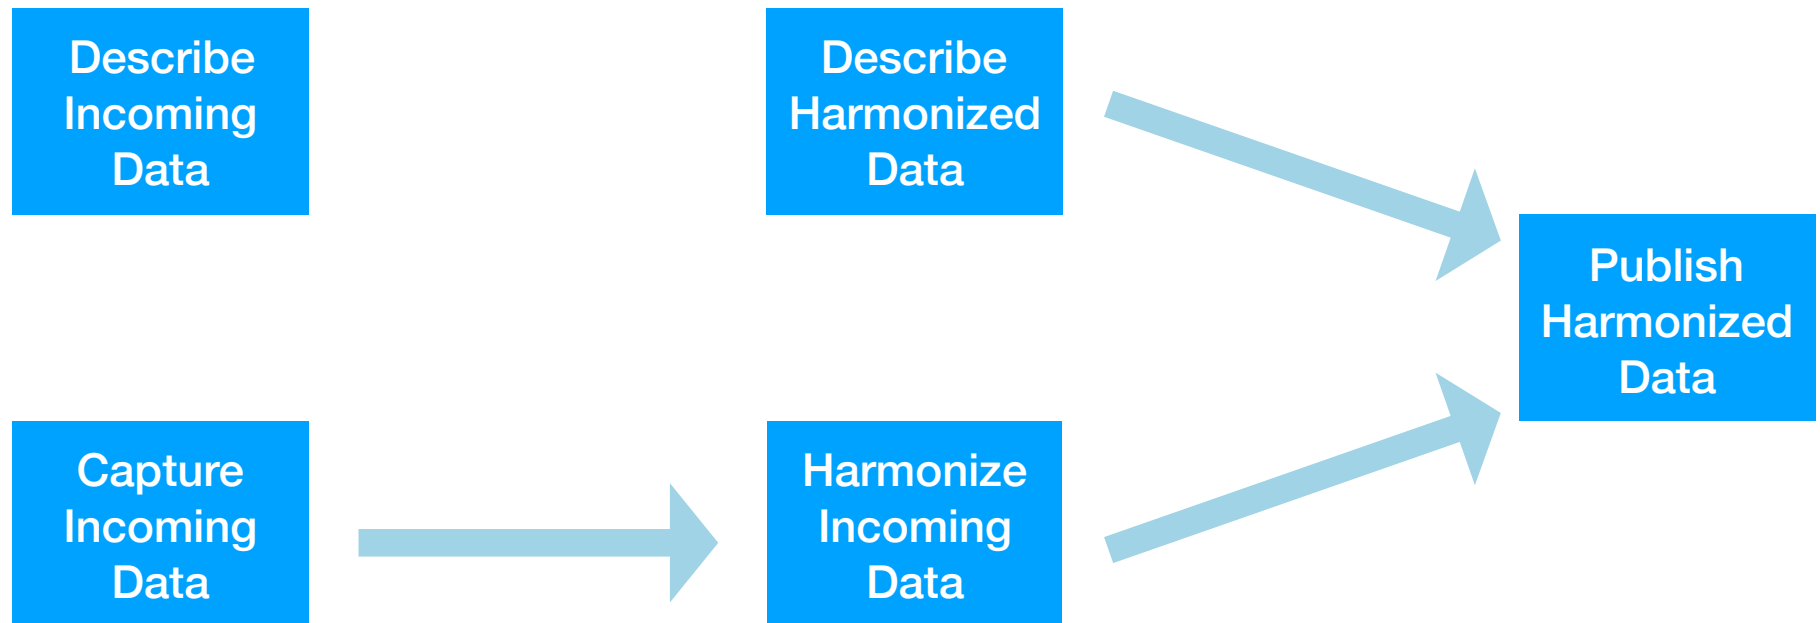 Describe
Incoming
Data
Describe
Harmonized
Data
Publish
Harmonized
Data
Capture
Incoming
Data
Harmonize
Incoming
Data